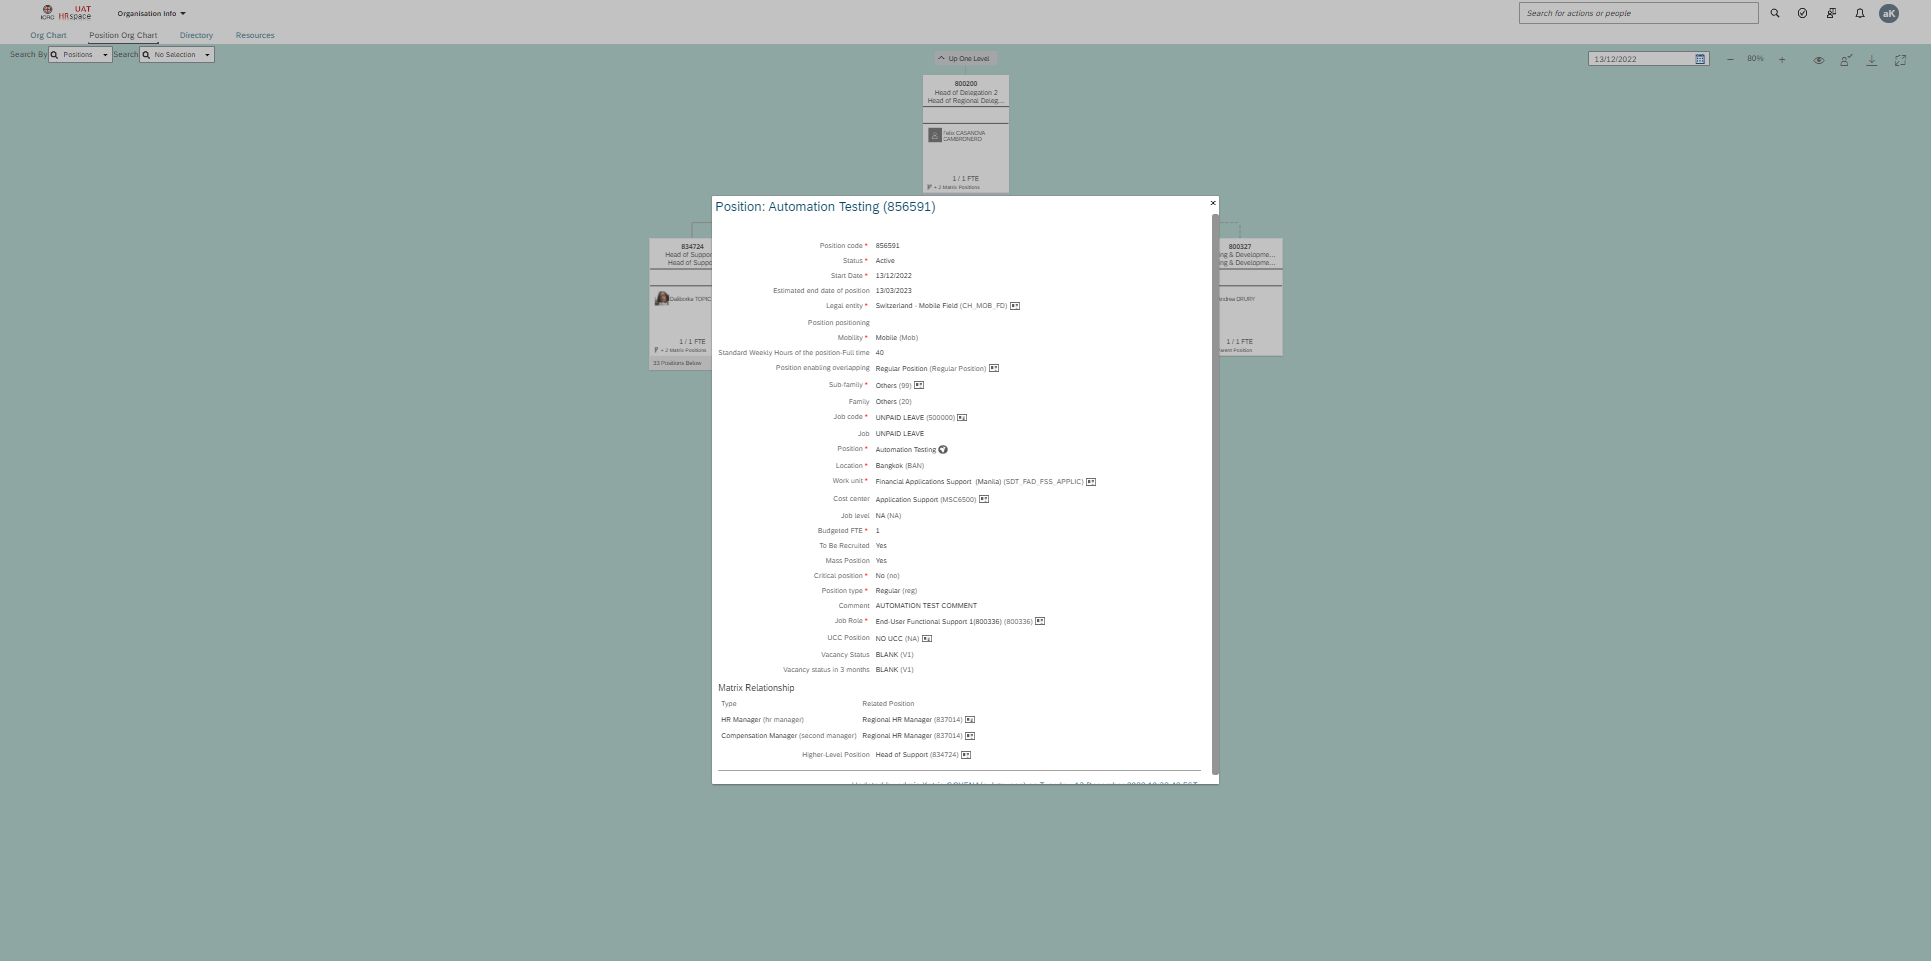 ICRC
UAT
HRspace
Organisation Info
Search for actions or people
aK
Org Chart
Position Org Chart
Directory
Resources
Search By
Positions
Search
No Selection
Up One Level
13/12/2022
80%
800200
Head of Delegation 2
Head of Regional Deleg...
Felix CASANOVA
CAMBRONERO
1 / 1 FTE
+ 2 Matrix Positions
834724
Head of Suppo
Head of Suppo
Daliborka TOPIC
1 / 1 FTE
+ 2 Matrix Positions
33 Positions Below
800327
ng & Developme...
ng & Developme...
Andrea DRURY
1 / 1 FTE
arent Position
Position: Automation Testing (856591)
Position code * 856591
Status * Active
Start Date * 13/12/2022
Estimated end date of position 13/03/2023
Legal entity * Switzerland - Mobile Field (CH_MOB_FD)
Position positioning
Mobility * Mobile (Mob)
Standard Weekly Hours of the position-Full time 40
Position enabling overlapping Regular Position (Regular Position)
Sub-family * Others (99)
Family Others (20)
Job code * UNPAID LEAVE (500000)
Job UNPAID LEAVE
Position * Automation Testing
Location * Bangkok (BAN)
Work unit * Financial Applications Support (Manila) (SDT_FAD_FSS_APPLIC)
Cost center Application Support (MSC6500)
Job level NA (NA)
Budgeted FTE * 1
To Be Recruited Yes
Mass Position Yes
Critical position * No (no)
Position type * Regular (reg)
Comment AUTOMATION TEST COMMENT
Job Role * End-User Functional Support 1(800336) (800336)
UCC Position NO UCC (NA)
Vacancy Status BLANK (V1)
Vacancy status in 3 months BLANK (V1)
Matrix Relationship
Type Related Position
HR Manager (hr manager) Regional HR Manager (837014)
Compensation Manager (second manager) Regional HR Manager (837014)
Higher-Level Position Head of Support (834724)